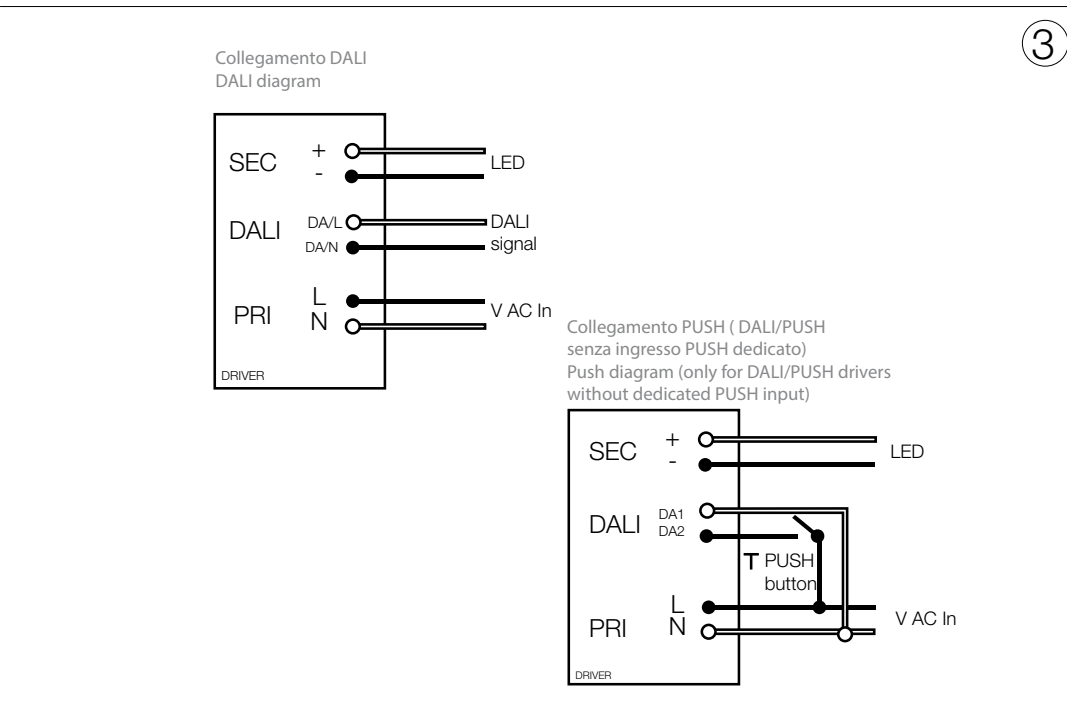 3
Collegamento DALI
DALI diagram
SEC + LED
-
DALI DA/L DALI
DA/N signal
PRI L V AC In
N
DRIVER
Collegamento PUSH ( DALI/PUSH
senza ingresso PUSH dedicato)
Push diagram (only for DALI/PUSH drivers
without dedicated PUSH input)
SEC + LED
-
DALI DA1
DA2
T PUSH
button
PRI L V AC In
N
DRIVER